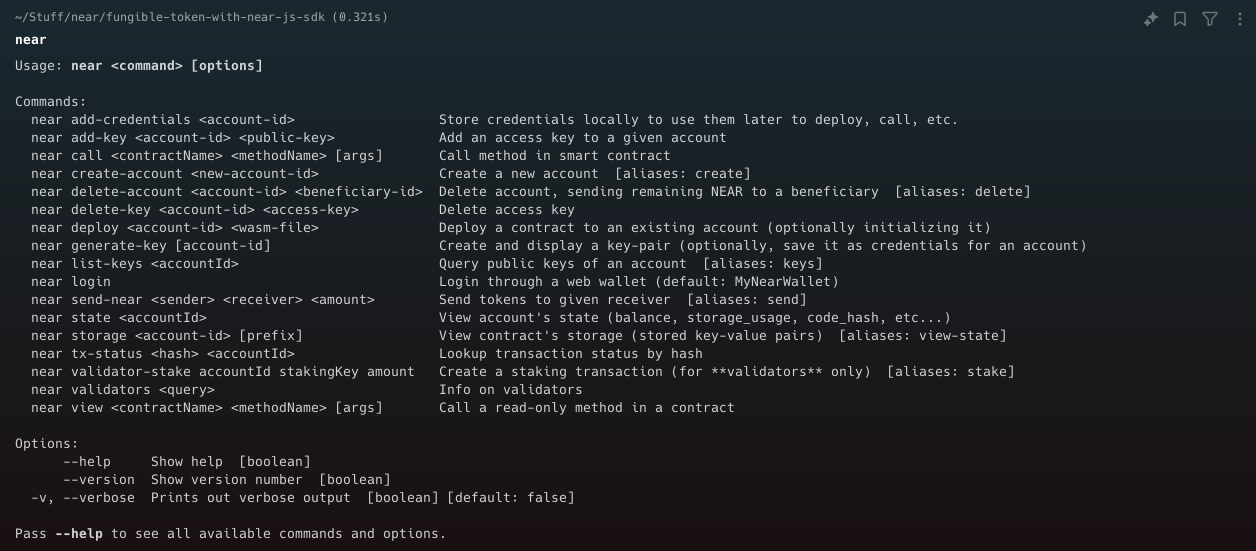 ~/Stuff/near/fungible-token-with-near-js-sdk (0.321s)
near
Usage: near <command> [options]
Commands:
near add-credentials <account-id> Store credentials locally to use them later to deploy, call, etc.
near add-key <account-id> <public-key> Add an access key to a given account
near call <contractName> <methodName> [args] Call method in smart contract
near create-account <new-account-id> Create a new account [aliases: create]
near delete-account <account-id> <beneficiary-id> Delete account, sending remaining NEAR to a beneficiary [aliases: delete]
near delete-key <account-id> <access-key> Delete access key
near deploy <account-id> <wasm-file> Deploy a contract to an existing account (optionally initializing it)
near generate-key [account-id] Create and display a key-pair (optionally, save it as credentials for an account)
near list-keys <accountId> Query public keys of an account [aliases: keys]
near login Login through a web wallet (default: MyNearWallet)
near send-near <sender> <receiver> <amount> Send tokens to given receiver [aliases: send]
near state <accountId> View account's state (balance, storage_usage, code_hash, etc...)
near storage <account-id> [prefix] View contract's storage (stored key-value pairs) [aliases: view-state]
near tx-status <hash> <accountId> Lookup transaction status by hash
near validator-stake accountId stakingKey amount Create a staking transaction (for **validators** only) [aliases: stake]
near validators <query> Info on validators
near view <contractName> <methodName> [args] Call a read-only method in a contract
Options:
--help Show help [boolean]
--version Show version number [boolean]
-v, --verbose Prints out verbose output [boolean] [default: false]
Pass --help to see all available commands and options.